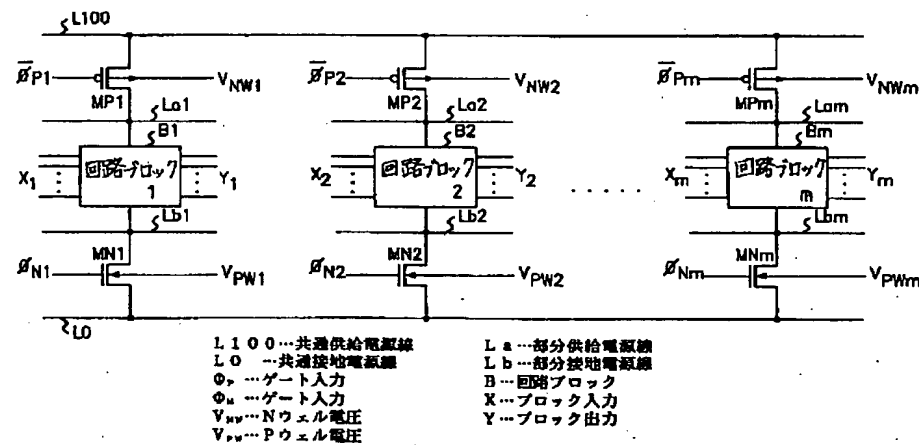 L100
φ̅P1 MP1 VNW1 φ̅P2 MP2 VNW2 φ̅Pm MPm VNWm
La1 La2 Lam
B1 B2 Bm
X1 回路ブロック 1 Y1 X2 回路ブロック 2 Y2 ······ Xm 回路ブロック m Ym
Lb1 Lb2 Lbm
φN1 MN1 VPW1 φN2 MN2 VPW2 φNm MNm VPWm
L0
L100…共通供給電源線
L0 …共通接地電源線
ΦP …ゲート入力
ΦN …ゲート入力
VNW…Nウェル電圧
VPW…Pウェル電圧
La…部分供給電源線
Lb…部分接地電源線
B…回路ブロック
X…ブロック入力
Y…ブロック出力